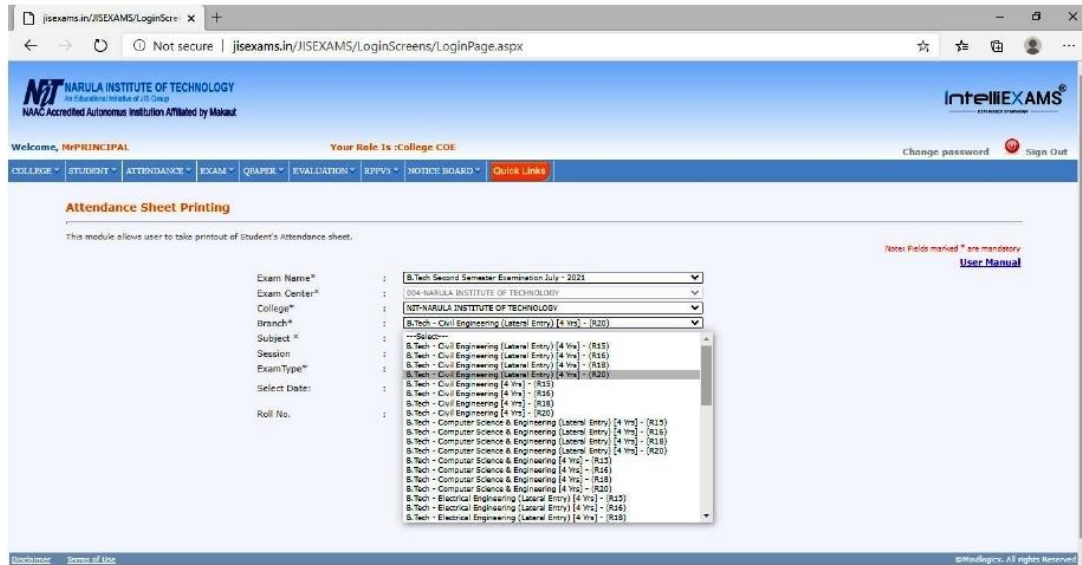 jisexams.in/JISEXAMS/LoginScre
Not secure | jisexams.in/JISEXAMS/LoginScreens/LoginPage.aspx
NiT NARULA INSTITUTE OF TECHNOLOGY
An Educational Initiative of JIS Group
NAAC Accredited Autonomus Institution Affiliated by Makaut
IntelliEXAMS®
Welcome, MrPRINCIPAL
Your Role Is :College COE
Change password
Sign Out
COLLEGE STUDENT ATTENDANCE EXAM QPAPER EVALUATION RPPVS NOTICE BOARD Quick Links
Attendance Sheet Printing
This module allows user to take printout of Student's Attendance sheet.
Note: Fields marked * are mandatory
User Manual
Exam Name* : B.Tech Second Semester Examination July - 2021
Exam Center* : 004-NARULA INSTITUTE OF TECHNOLOGY
College* : NIT-NARULA INSTITUTE OF TECHNOLOGY
Branch* : B.Tech - Civil Engineering (Lateral Entry) [4 Yrs] - (R20)
Subject * :
Session :
ExamType* :
Select Date: :
Roll No. :
---Select---
B.Tech - Civil Engineering (Lateral Entry) [4 Yrs] - (R15)
B.Tech - Civil Engineering (Lateral Entry) [4 Yrs] - (R16)
B.Tech - Civil Engineering (Lateral Entry) [4 Yrs] - (R18)
B.Tech - Civil Engineering (Lateral Entry) [4 Yrs] - (R20)
B.Tech - Civil Engineering [4 Yrs] - (R15)
B.Tech - Civil Engineering [4 Yrs] - (R16)
B.Tech - Civil Engineering [4 Yrs] - (R18)
B.Tech - Civil Engineering [4 Yrs] - (R20)
B.Tech - Computer Science & Engineering (Lateral Entry) [4 Yrs] - (R15)
B.Tech - Computer Science & Engineering (Lateral Entry) [4 Yrs] - (R16)
B.Tech - Computer Science & Engineering (Lateral Entry) [4 Yrs] - (R18)
B.Tech - Computer Science & Engineering (Lateral Entry) [4 Yrs] - (R20)
B.Tech - Computer Science & Engineering [4 Yrs] - (R15)
B.Tech - Computer Science & Engineering [4 Yrs] - (R16)
B.Tech - Computer Science & Engineering [4 Yrs] - (R18)
B.Tech - Computer Science & Engineering [4 Yrs] - (R20)
B.Tech - Electrical Engineering (Lateral Entry) [4 Yrs] - (R15)
B.Tech - Electrical Engineering (Lateral Entry) [4 Yrs] - (R16)
B.Tech - Electrical Engineering (Lateral Entry) [4 Yrs] - (R18)
Disclaimer Terms of Use
©Mindlogicx. All rights Reserved